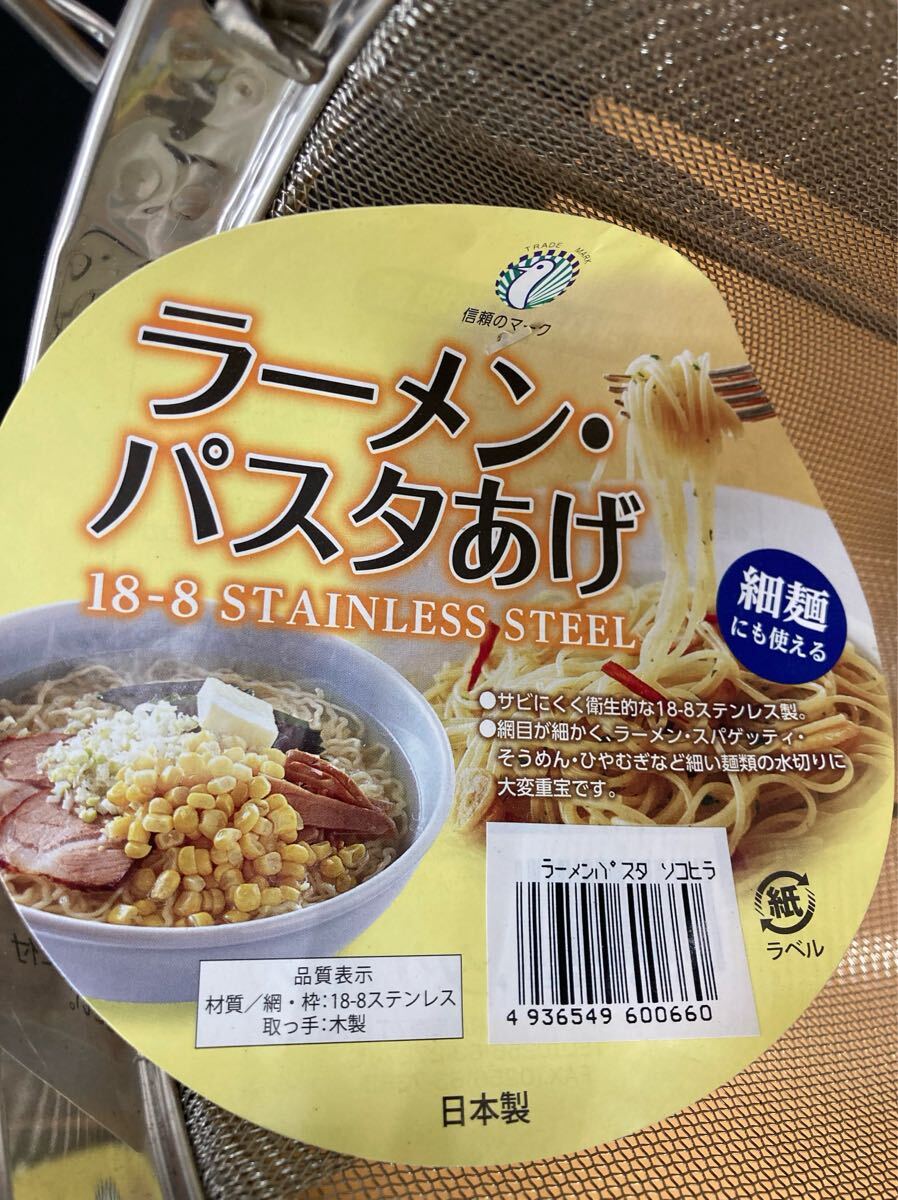 TRADE MARK
信頼のマーク
ラーメン・
パスタあげ
18-8 STAINLESS STEEL
細麺
にも使える
●サビにくく衛生的な18-8ステンレス製。
●網目が細かく、ラーメン・スパゲッティ・
そうめん・ひやむぎなど細い麺類の水切りに
大変重宝です。
ラーメンパスタ ソコヒラ
4 936549 600660
紙
ラベル
品質表示
材質／網・枠：18-8ステンレス
取っ手：木製
日本製